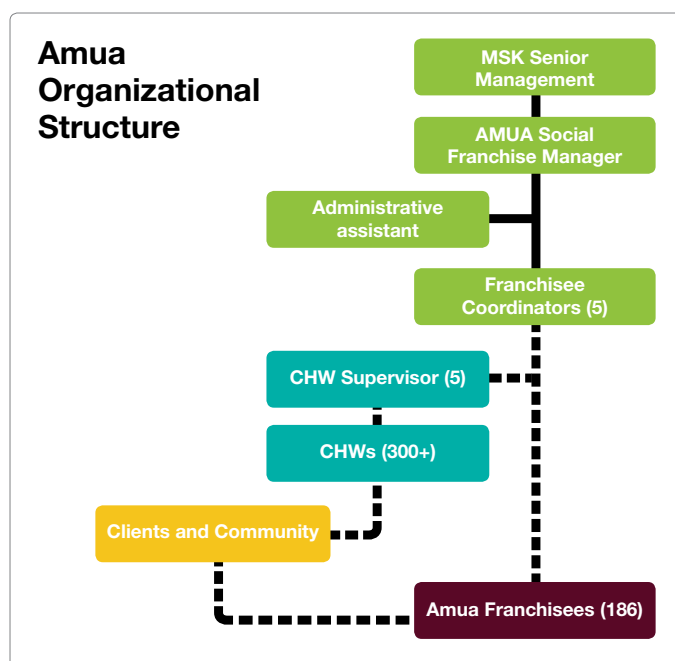 Amua
Organizational
Structure
MSK Senior
Management
AMUA Social
Franchise Manager
Administrative
assistant
Franchisee
Coordinators (5)
CHW Supervisor (5)
CHWs (300+)
Clients and Community
Amua Franchisees (186)